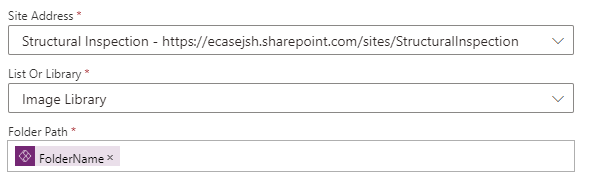 Site Address *
Structural Inspection - https://ecasejsh.sharepoint.com/sites/StructuralInspection
List Or Library *
Image Library
Folder Path *
FolderName ×